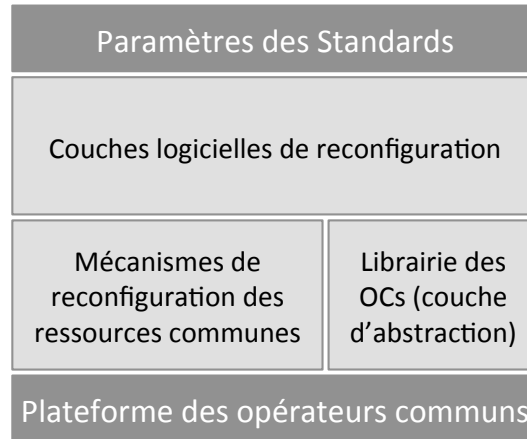 Paramètres des Standards
Couches logicielles de reconfiguration
Mécanismes de
reconfiguration des
ressources communes
Librairie des
OCs (couche
d'abstraction)
Plateforme des opérateurs communs